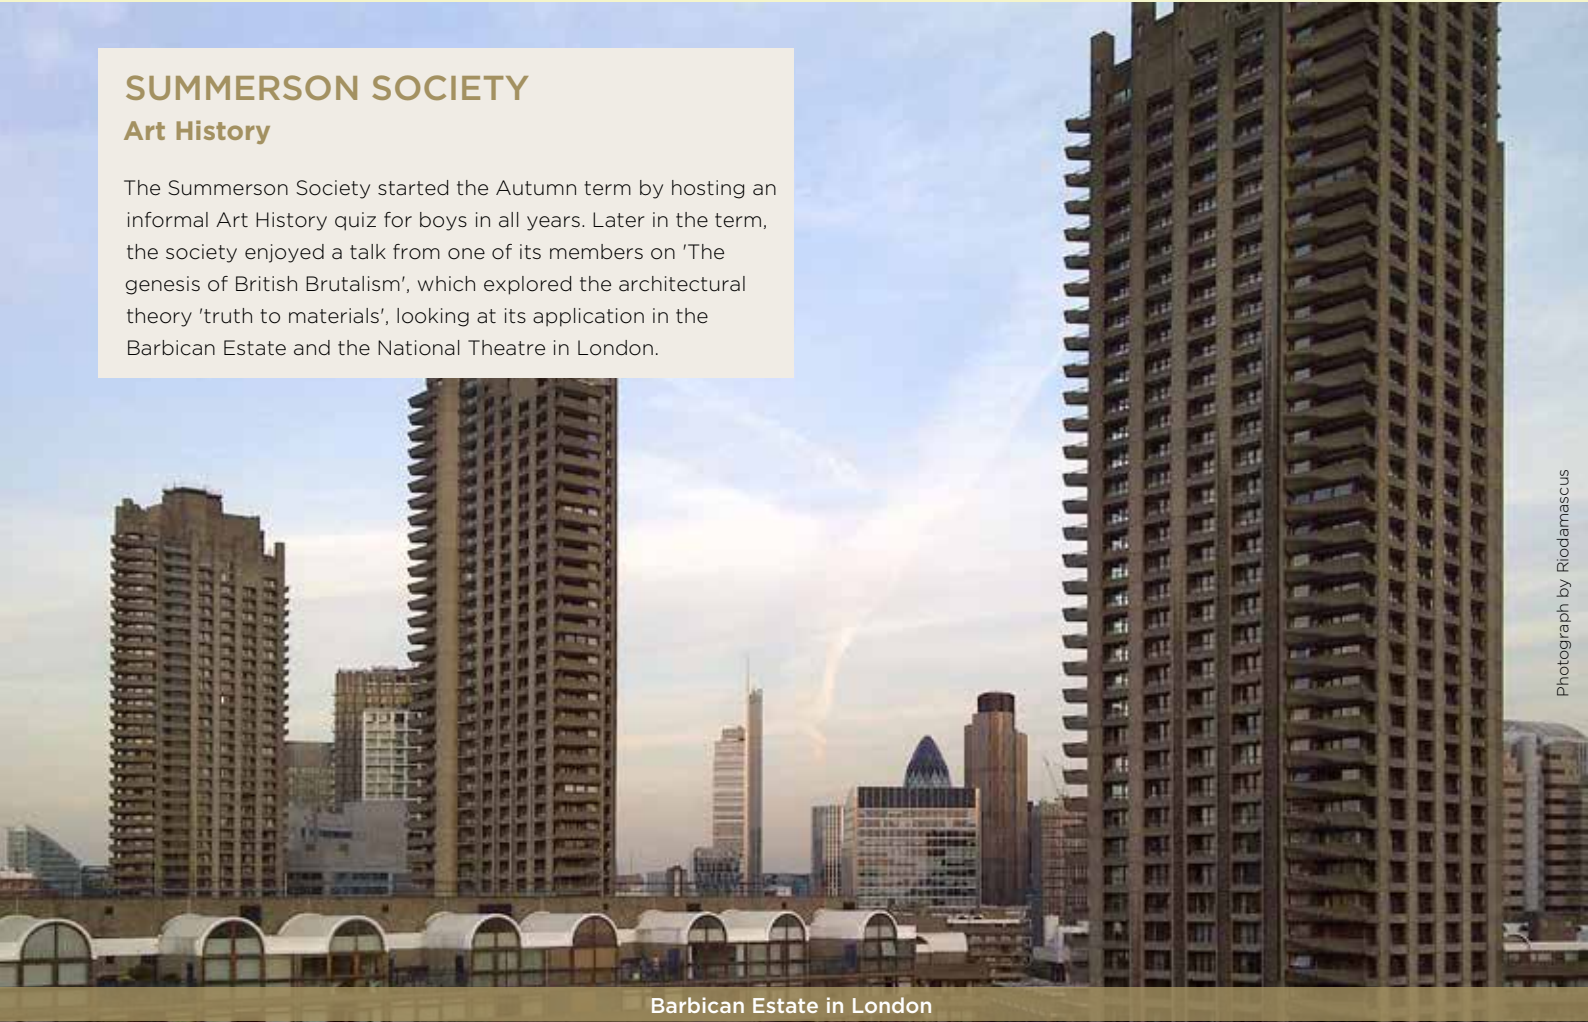 SUMMERSON SOCIETY
Art History
The Summerson Society started the Autumn term by hosting an
informal Art History quiz for boys in all years. Later in the term,
the society enjoyed a talk from one of its members on 'The
genesis of British Brutalism', which explored the architectural
theory 'truth to materials', looking at its application in the
Barbican Estate and the National Theatre in London.
Photograph by Riodamascus
Barbican Estate in London